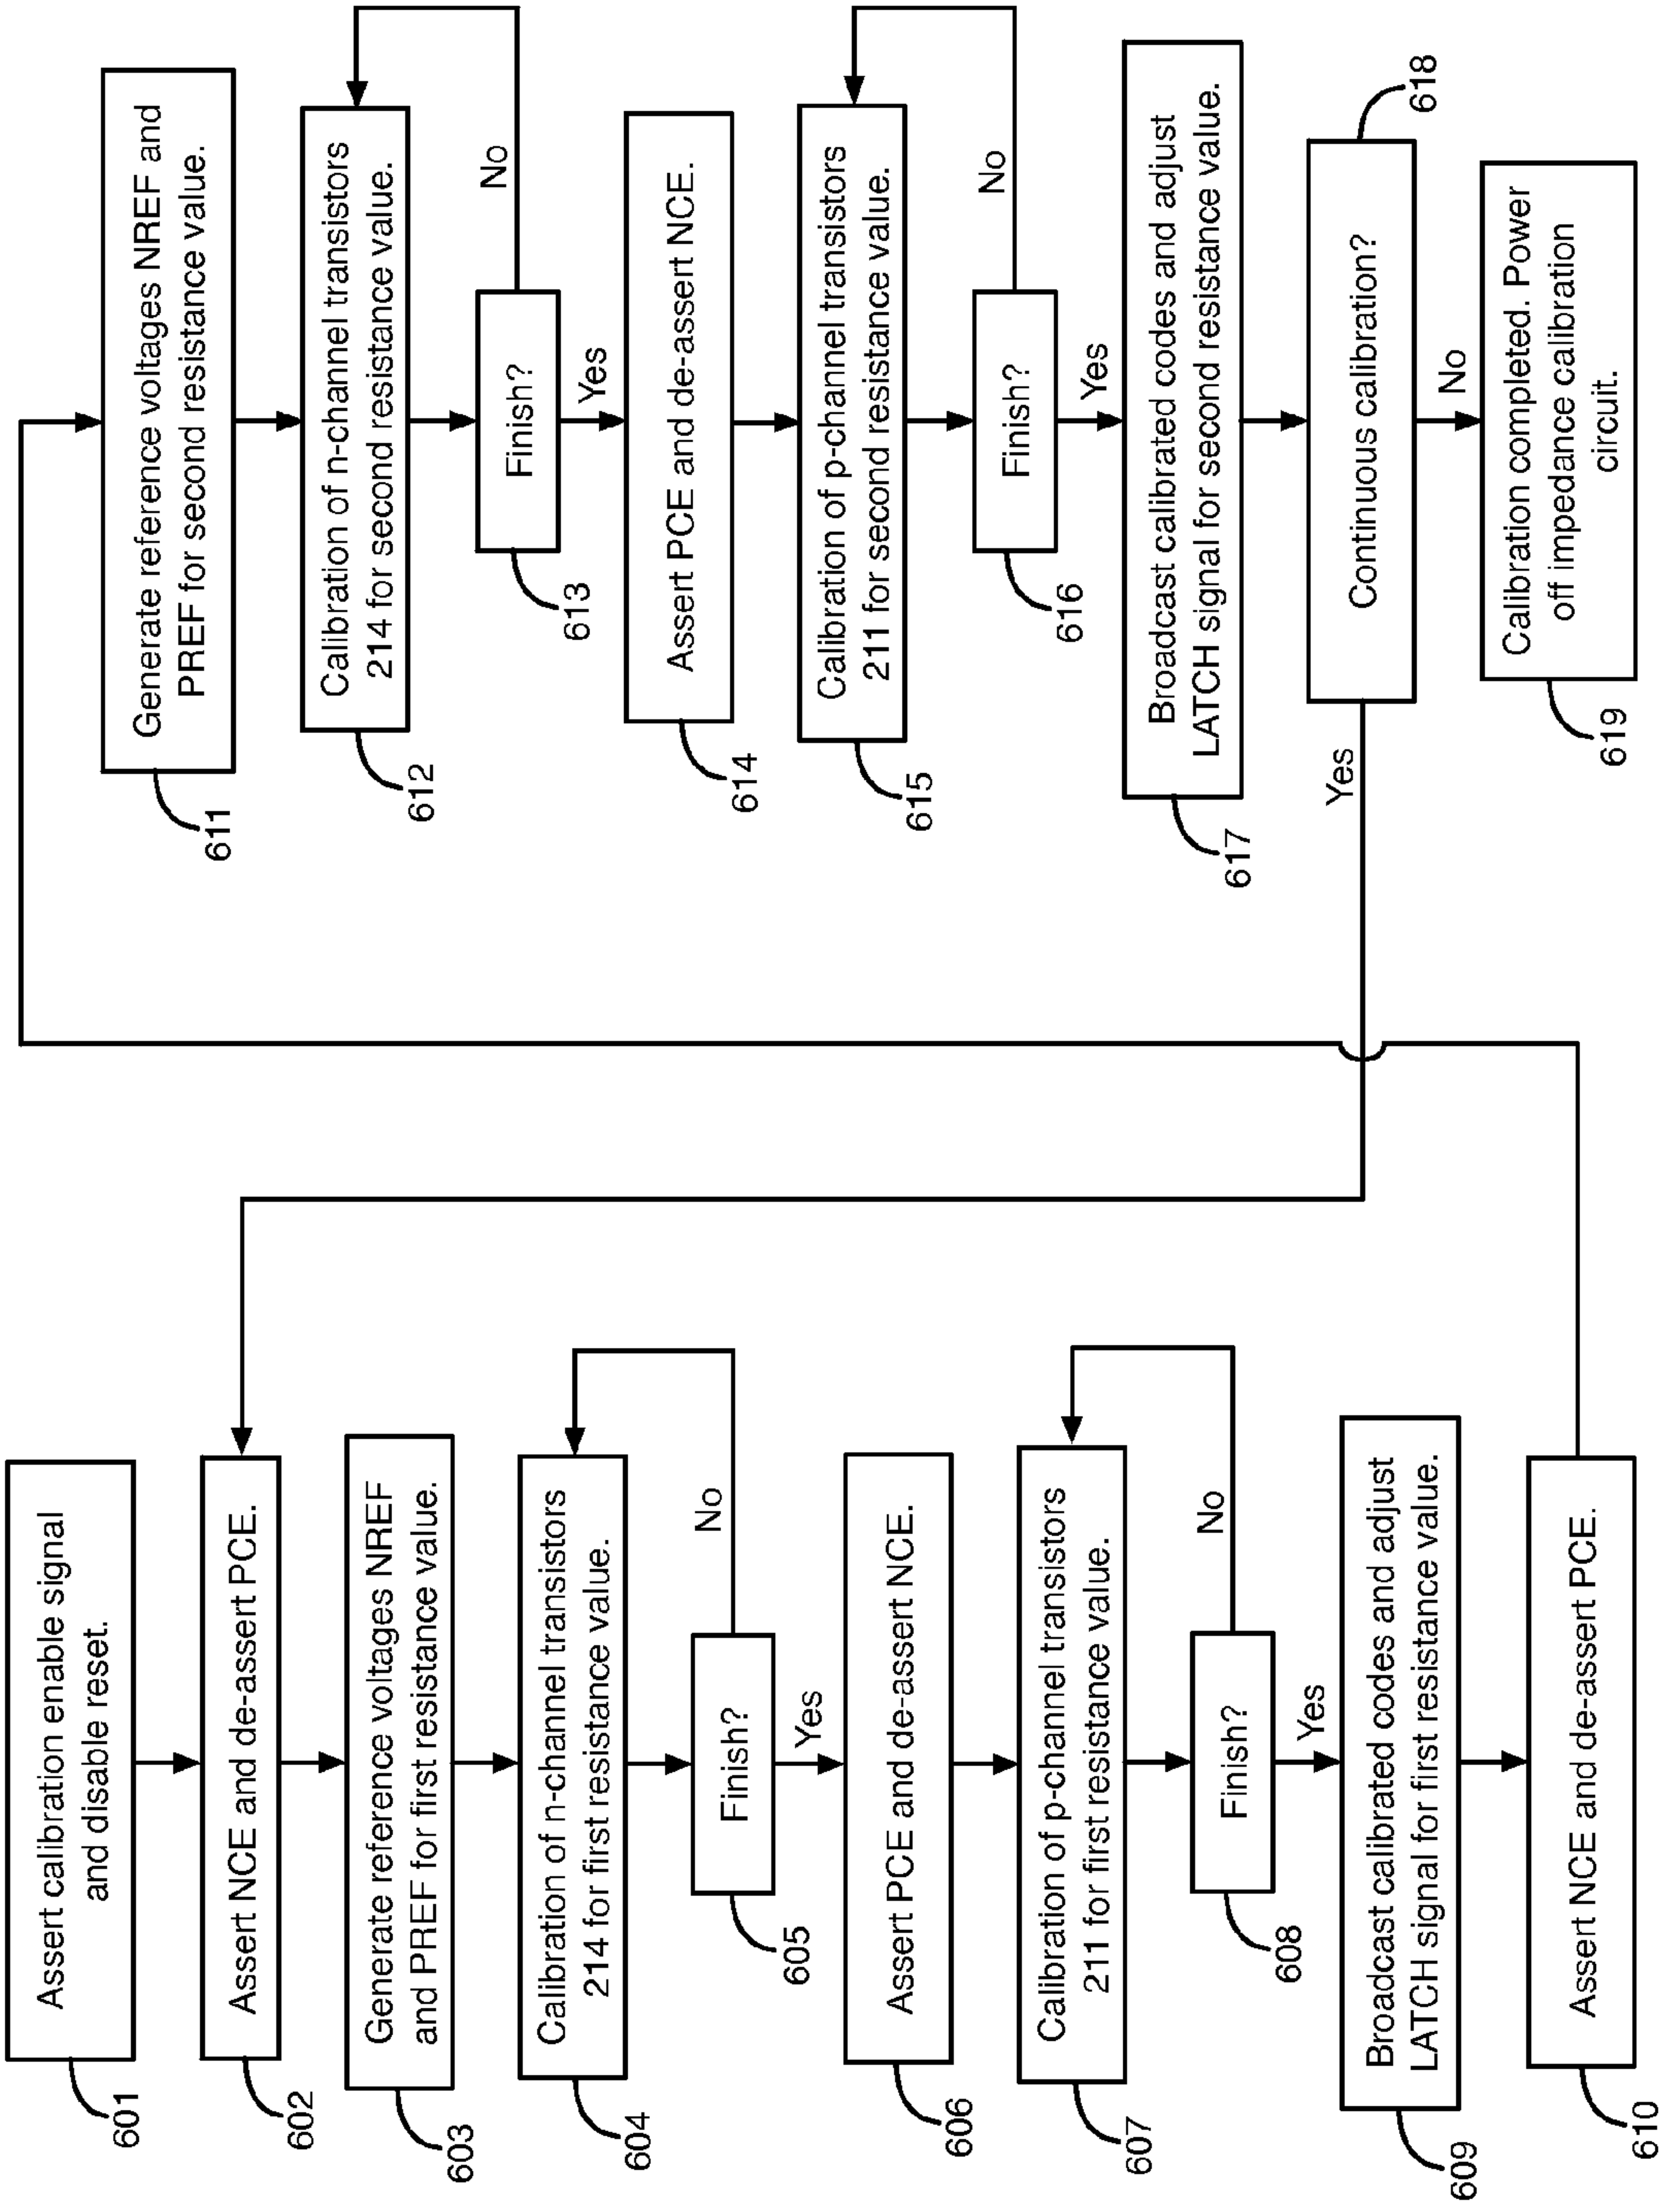 Assert calibration enable signal
and disable reset.
601
Assert NCE and de-assert PCE.
602
Generate reference voltages NREF
and PREF for first resistance value.
603
Calibration of n-channel transistors
214 for first resistance value.
604
Finish?
No
605
Yes
Assert PCE and de-assert NCE.
606
Calibration of p-channel transistors
211 for first resistance value.
607
Finish?
No
608
Yes
Broadcast calibrated codes and adjust
LATCH signal for first resistance value.
609
Assert NCE and de-assert PCE.
610
Generate reference voltages NREF and
PREF for second resistance value.
611
Calibration of n-channel transistors
214 for second resistance value.
612
Finish?
No
613
Yes
Assert PCE and de-assert NCE.
614
Calibration of p-channel transistors
211 for second resistance value.
615
Finish?
No
616
Yes
Broadcast calibrated codes and adjust
LATCH signal for second resistance value.
617
Continuous calibration?
618
Yes
No
Calibration completed. Power
off impedance calibration
circuit.
619